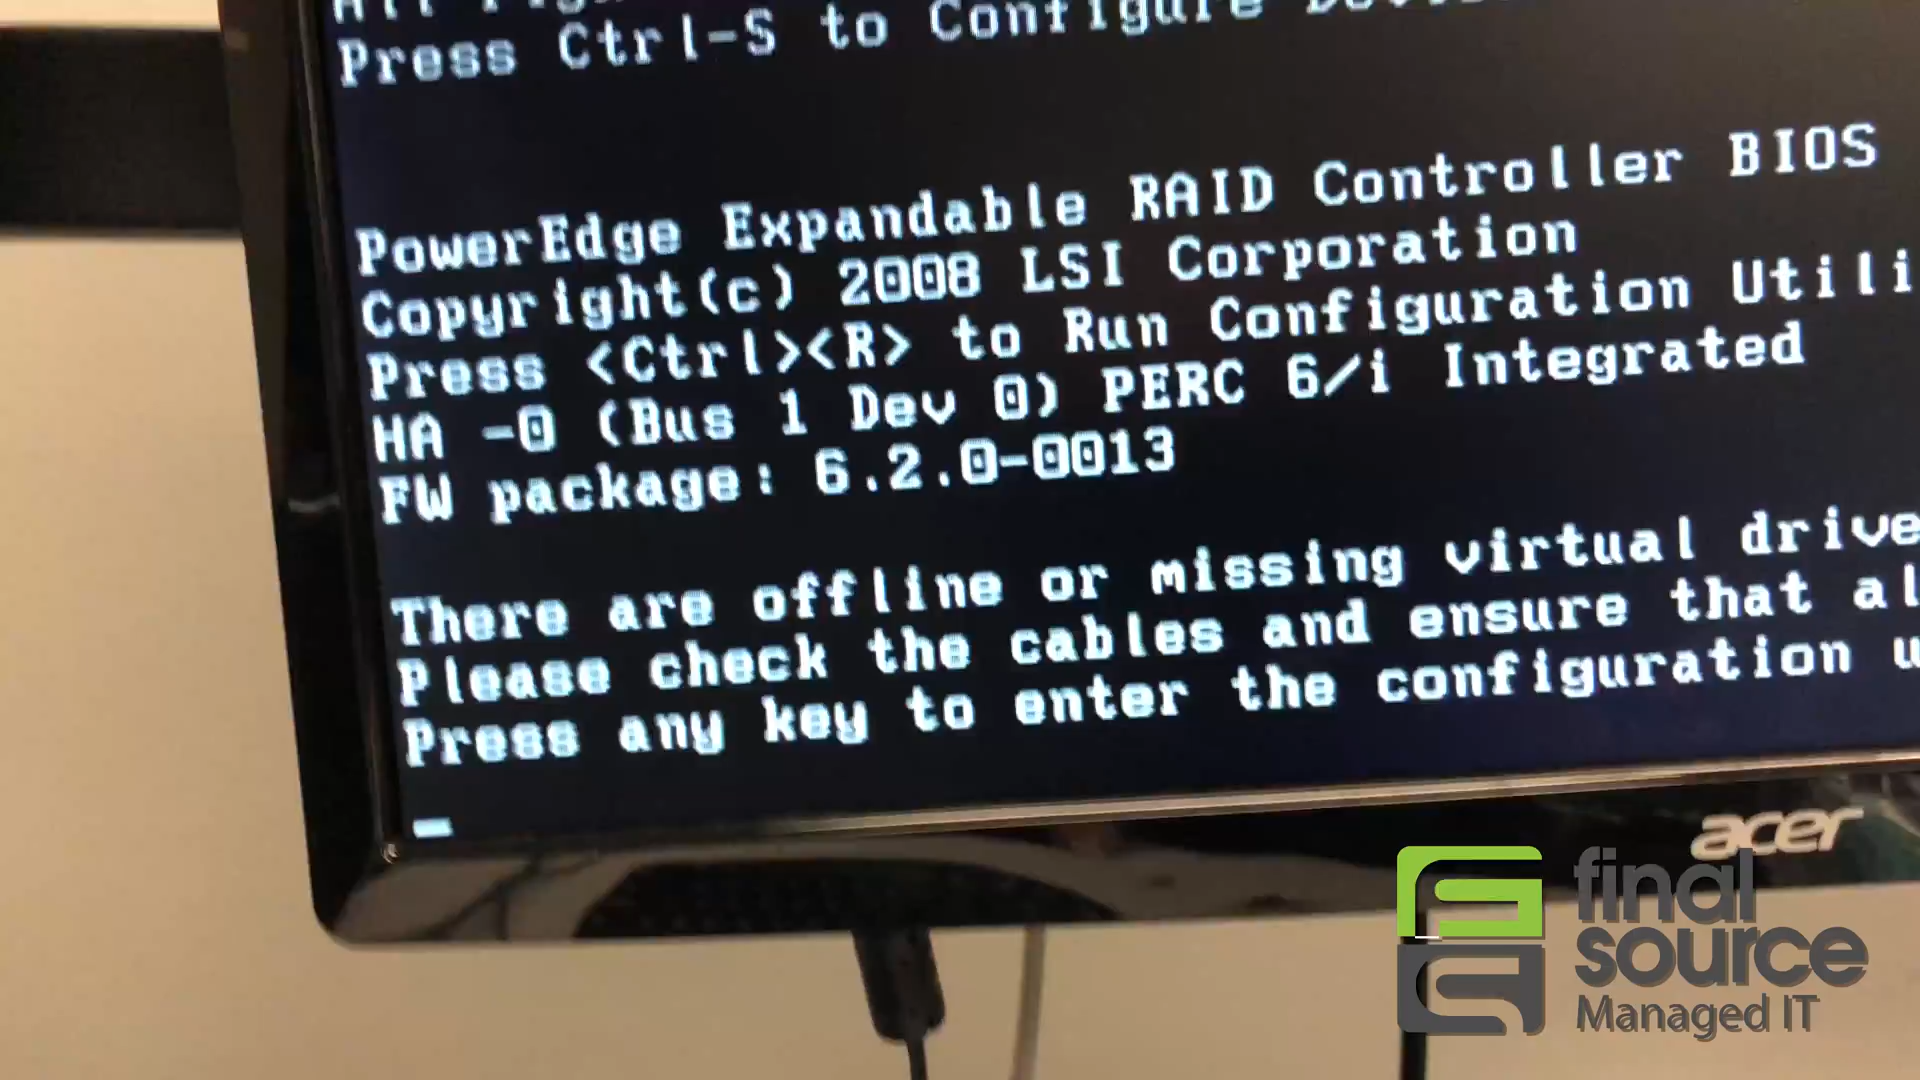 Press Ctrl-S to Configure
PowerEdge Expandable RAID Controller BIOS
Copyright(c) 2008 LSI Corporation
Press <Ctrl><R> to Run Configuration Utili
HA -0 (Bus 1 Dev 0) PERC 6/i Integrated
FW package: 6.2.0-0013
There are offline or missing virtual drive
Please check the cables and ensure that al
Press any key to enter the configuration u
acer
final
source
Managed IT